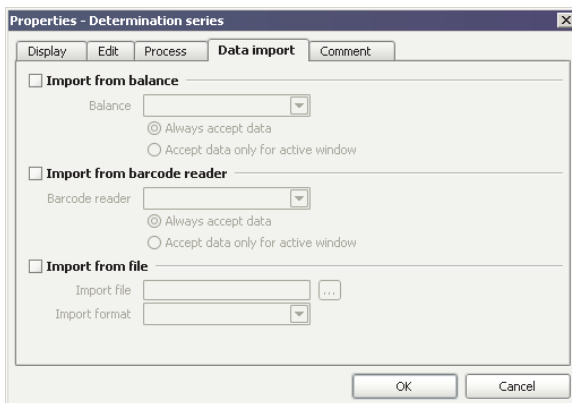 Properties - Determination series
Display Edit Process Data import Comment
Import from balance
Balance
Always accept data
Accept data only for active window
Import from barcode reader
Barcode reader
Always accept data
Accept data only for active window
Import from file
Import file ...
Import format
OK Cancel